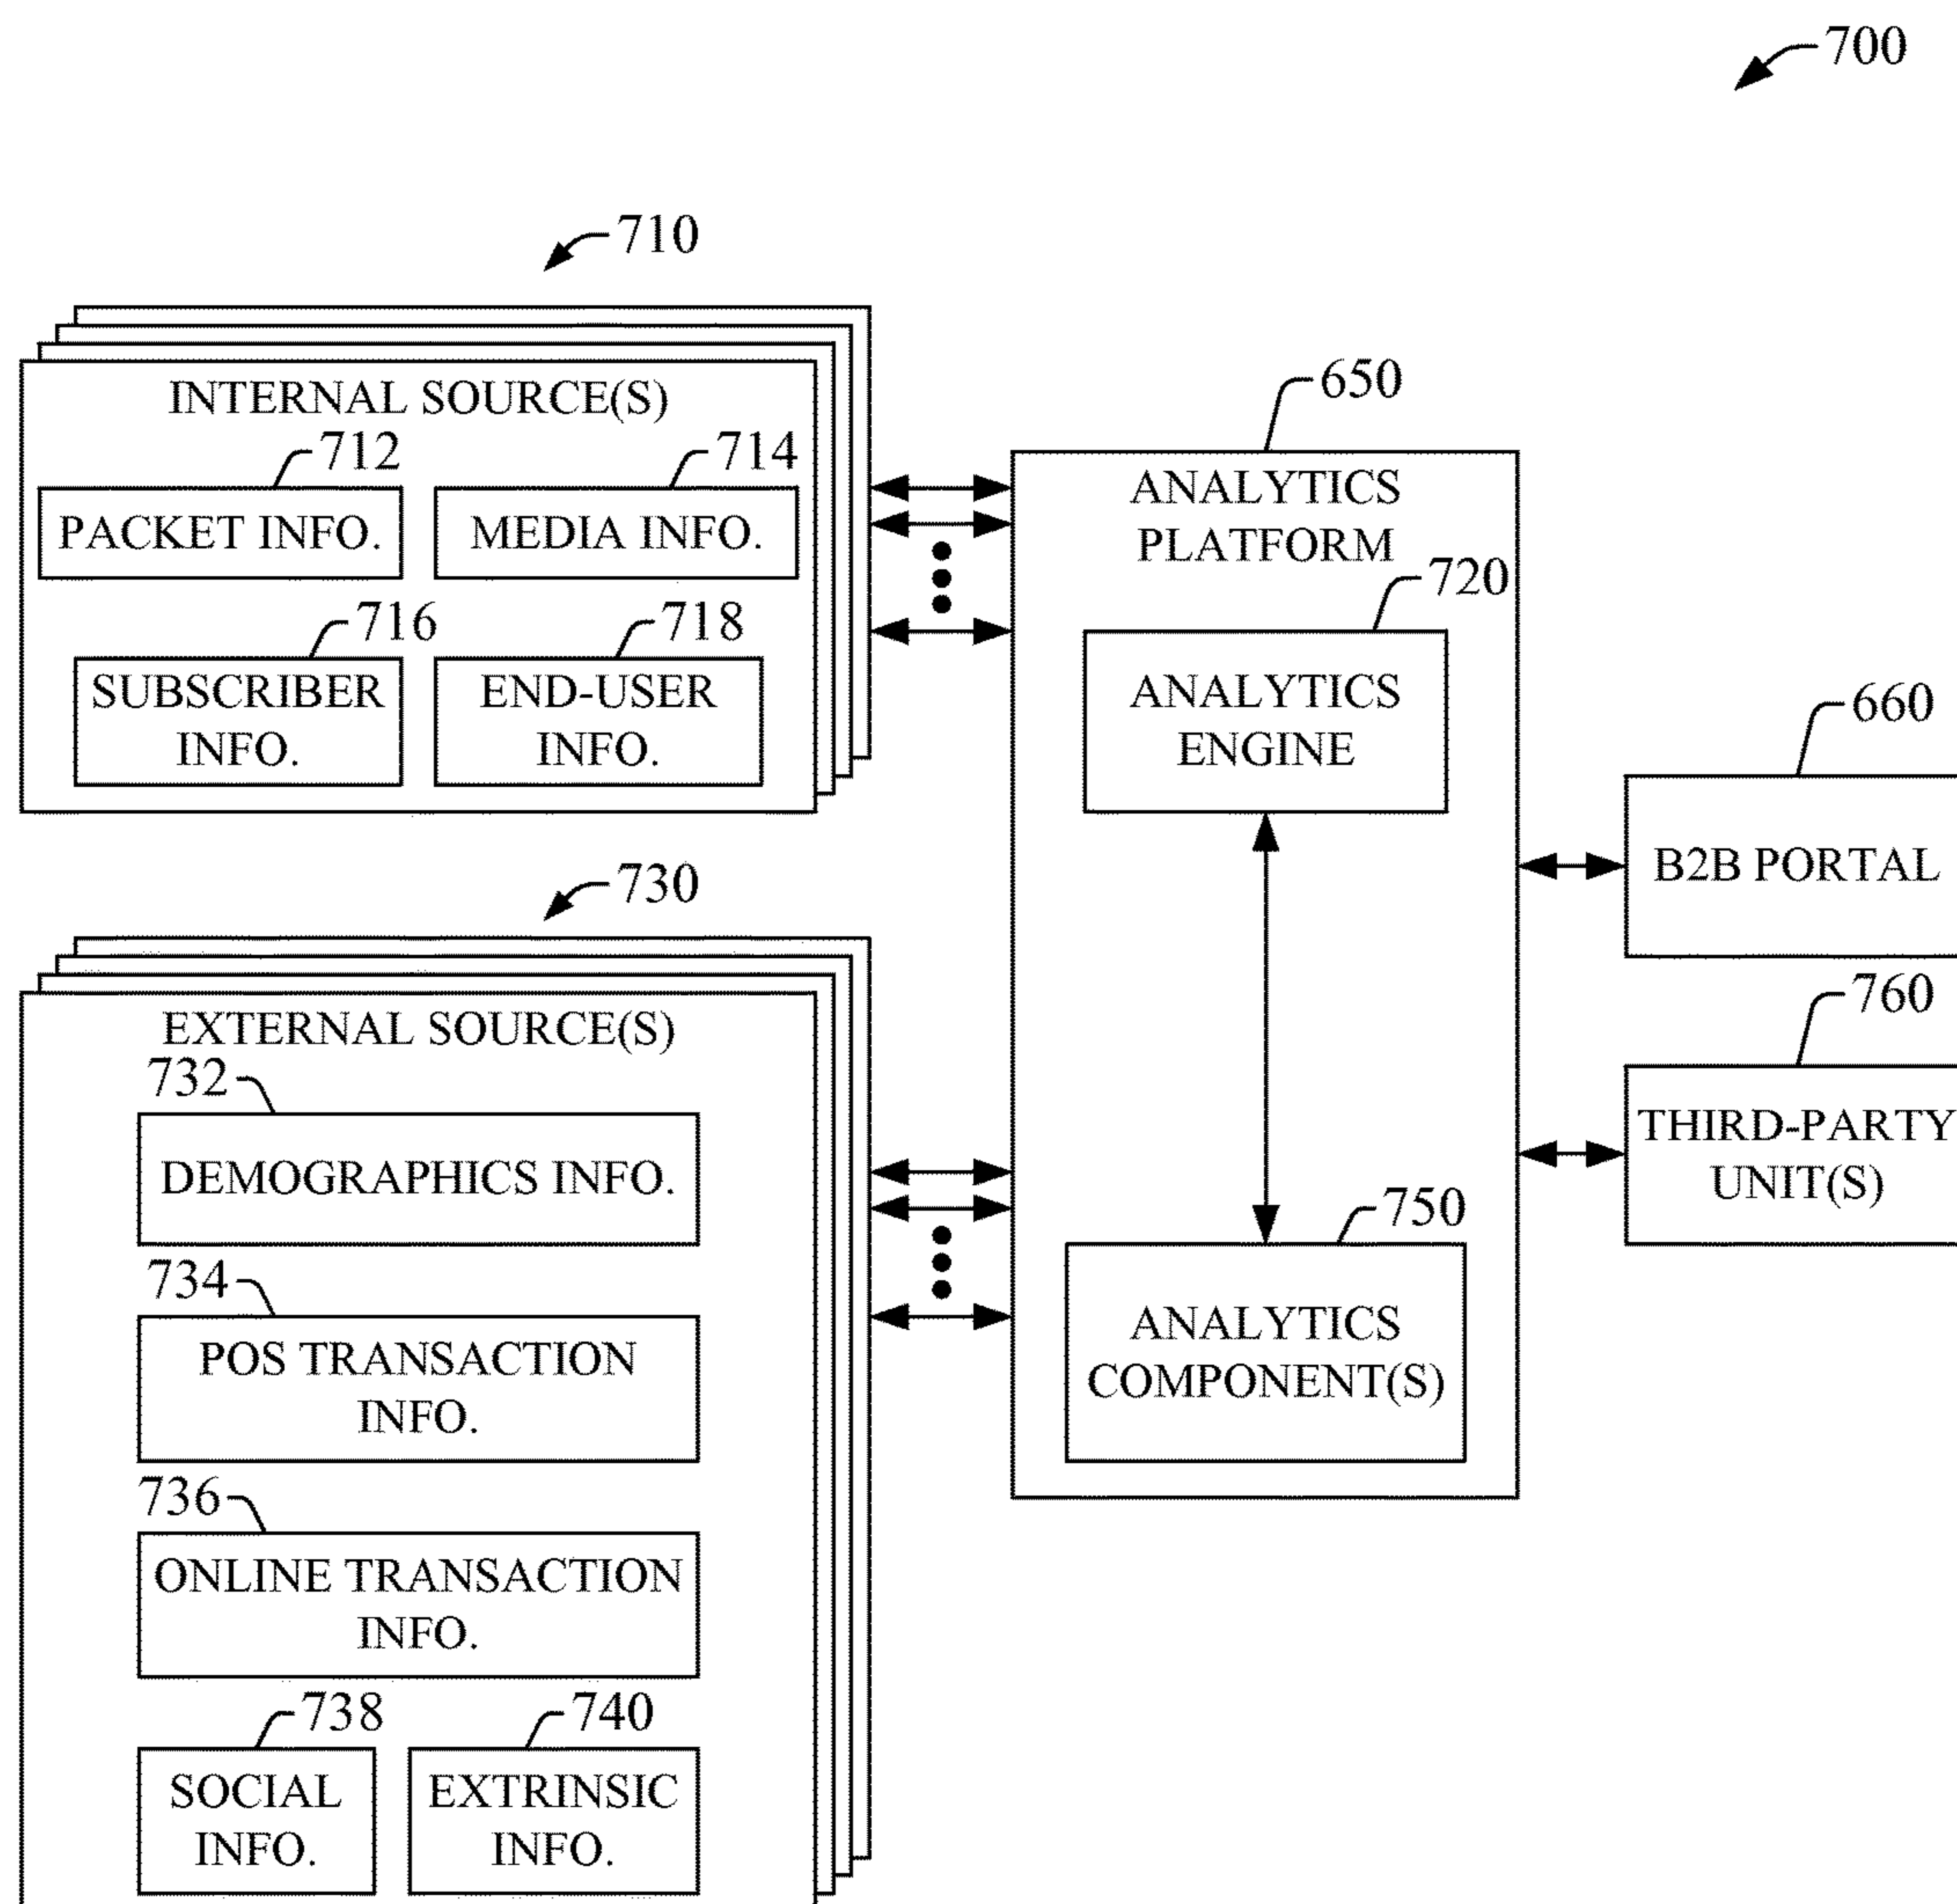 700
710
INTERNAL SOURCE(S)
712
714
PACKET INFO.
MEDIA INFO.
716
718
SUBSCRIBER
INFO.
END-USER
INFO.
730
EXTERNAL SOURCE(S)
732
DEMOGRAPHICS INFO.
734
POS TRANSACTION
INFO.
736
ONLINE TRANSACTION
INFO.
738
740
SOCIAL
INFO.
EXTRINSIC
INFO.
650
ANALYTICS
PLATFORM
720
ANALYTICS
ENGINE
750
ANALYTICS
COMPONENT(S)
660
B2B PORTAL
760
THIRD-PARTY
UNIT(S)